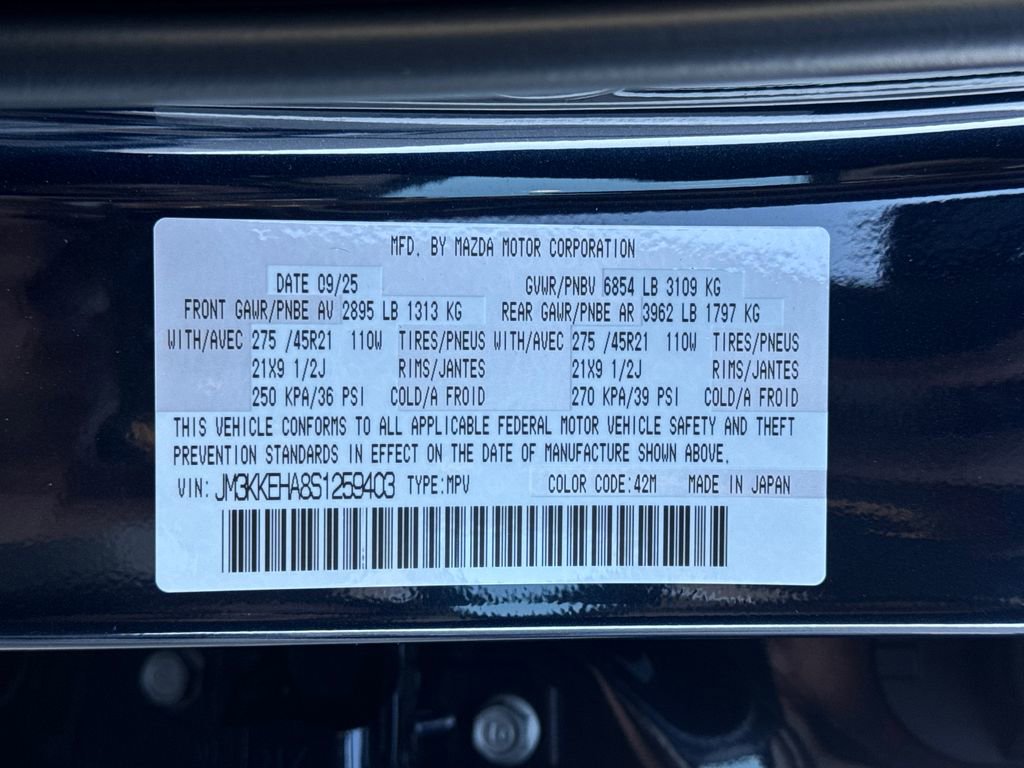 MFD. BY MAZDA MOTOR CORPORATION
DATE 09/25 GVWR/PNBV 6854 LB 3109 KG
FRONT GAWR/PNBE AV 2895 LB 1313 KG REAR GAWR/PNBE AR 3962 LB 1797 KG
WITH/AVEC 275 /45R21 110W TIRES/PNEUS WITH/AVEC 275 /45R21 110W TIRES/PNEUS
21X9 1/2J RIMS/JANTES 21X9 1/2J RIMS/JANTES
250 KPA/36 PSI COLD/A FROID 270 KPA/39 PSI COLD/A FROID
THIS VEHICLE CONFORMS TO ALL APPLICABLE FEDERAL MOTOR VEHICLE SAFETY AND THEFT
PREVENTION STANDARDS IN EFFECT ON THE DATE OF MANUFACTURE SHOWN ABOVE.
VIN: JM3KKEHA8S1259403 TYPE:MPV COLOR CODE:42M MADE IN JAPAN